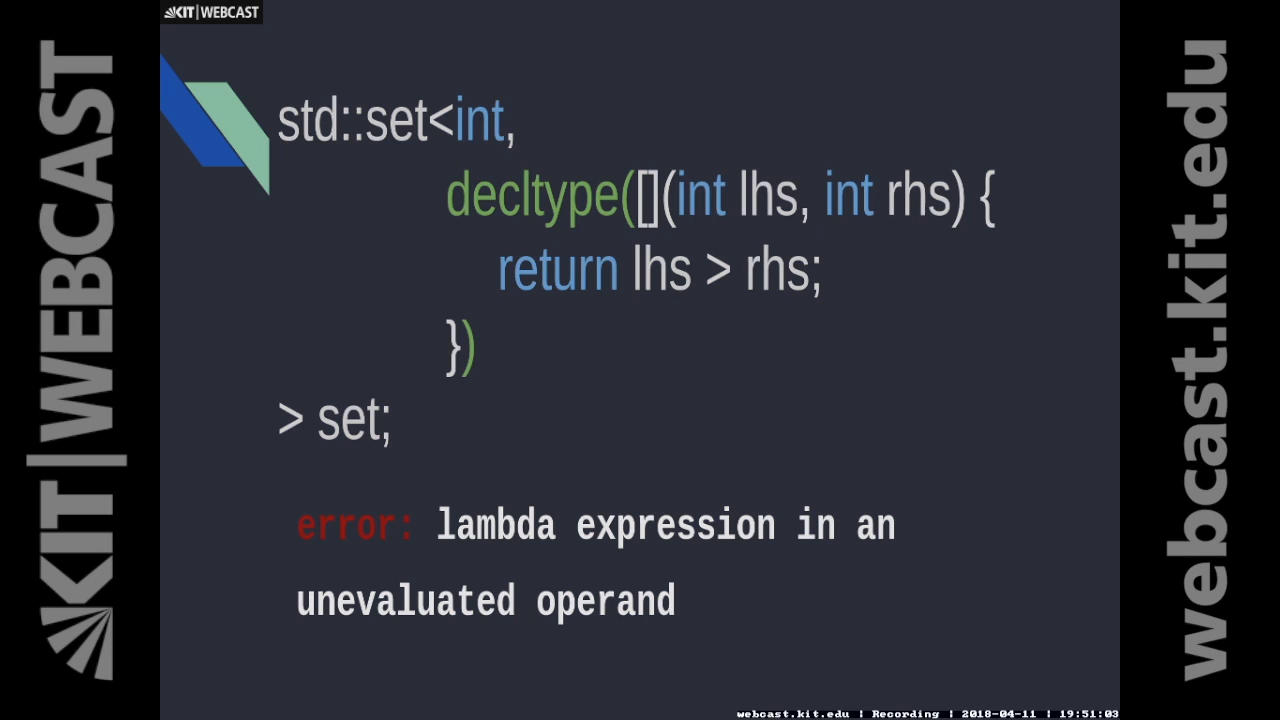 KIT|WEBCAST
KIT|WEBCAST
std::set<int,
decltype([](int lhs, int rhs) {
return lhs > rhs;
})
> set;
error: lambda expression in an
unevaluated operand
webcast.kit.edu
webcast.kit.edu | Recording | 2018-04-11 | 19:51:03